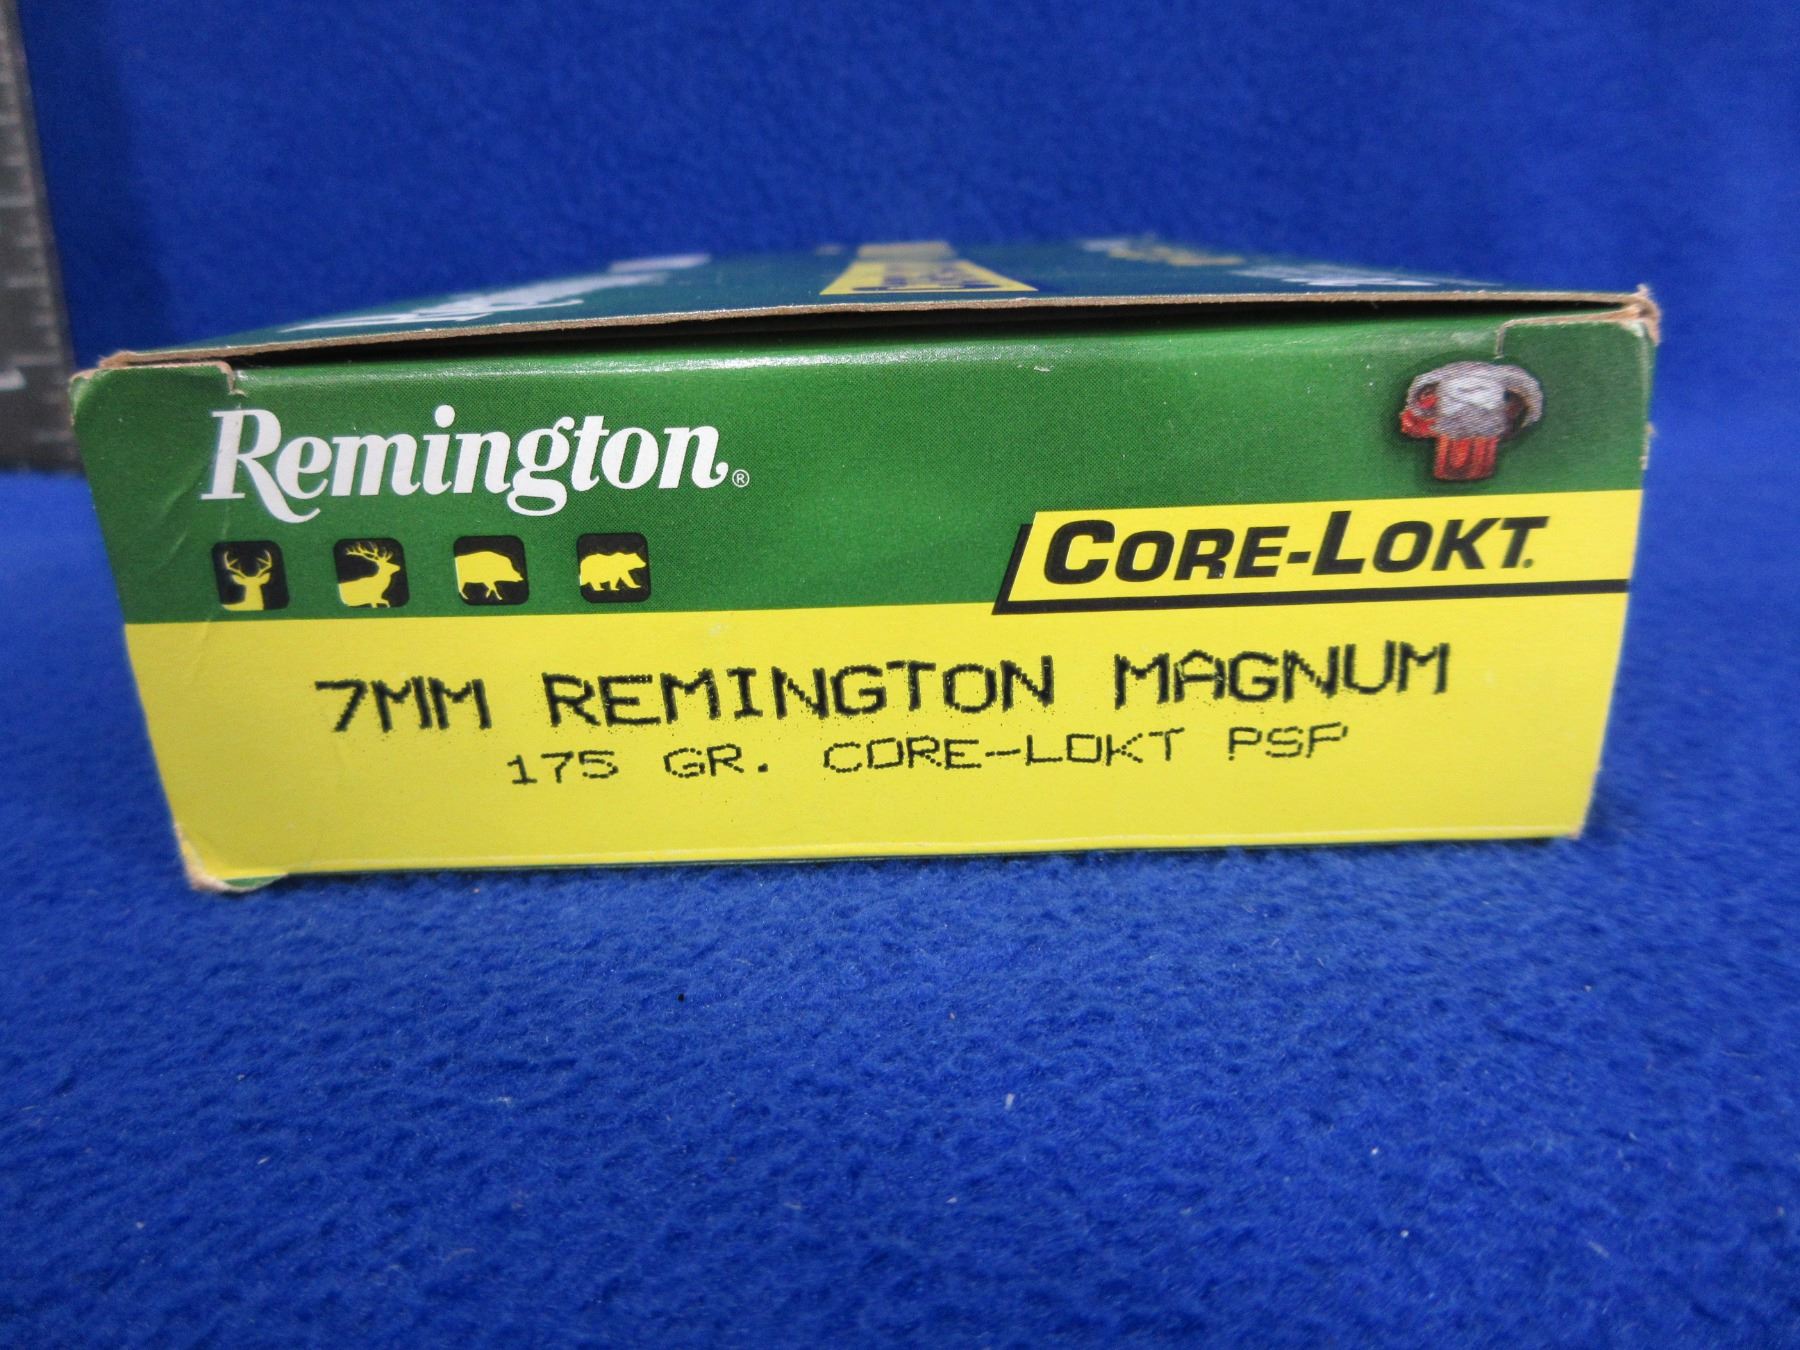 Remington®
CORE-LOKT
7MM REMINGTON MAGNUM
175 GR. CORE-LOKT PSP